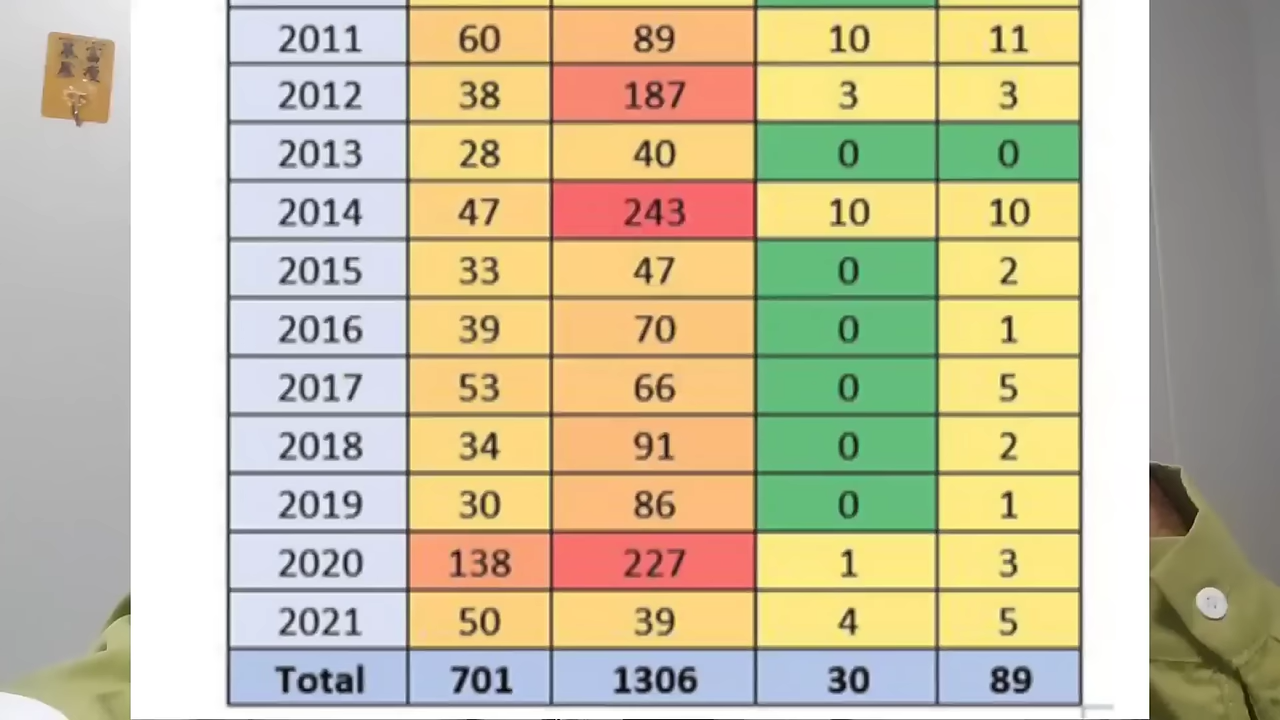 2011 60 89 10 11
2012 38 187 3 3
2013 28 40 0 0
2014 47 243 10 10
2015 33 47 0 2
2016 39 70 0 1
2017 53 66 0 5
2018 34 91 0 2
2019 30 86 0 1
2020 138 227 1 3
2021 50 39 4 5
Total 701 1306 30 89